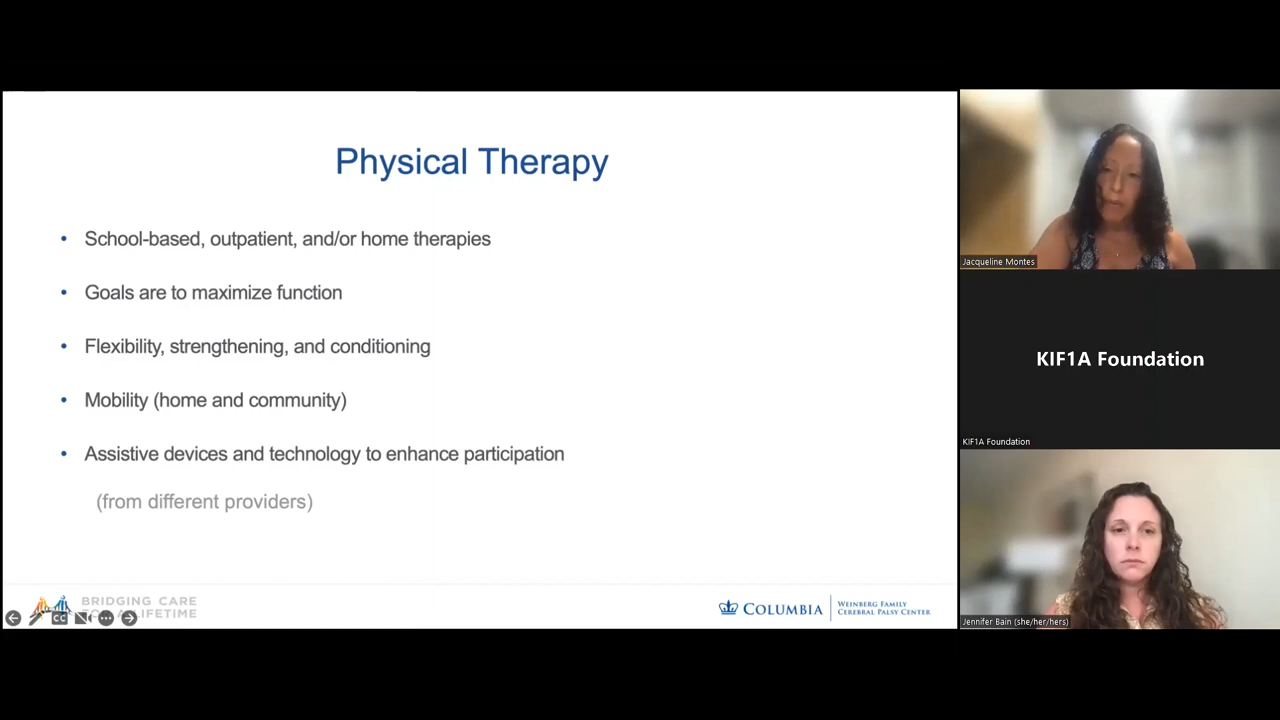 Physical Therapy
• School-based, outpatient, and/or home therapies
• Goals are to maximize function
• Flexibility, strengthening, and conditioning
• Mobility (home and community)
• Assistive devices and technology to enhance participation
(from different providers)
BRIDGING CARE
FOR A LIFETIME
CC
COLUMBIA
WEINBERG FAMILY
CEREBRAL PALSY CENTER
Jacqueline Montes
KIF1A Foundation
KIF1A Foundation
Jennifer Bain (she/her/hers)